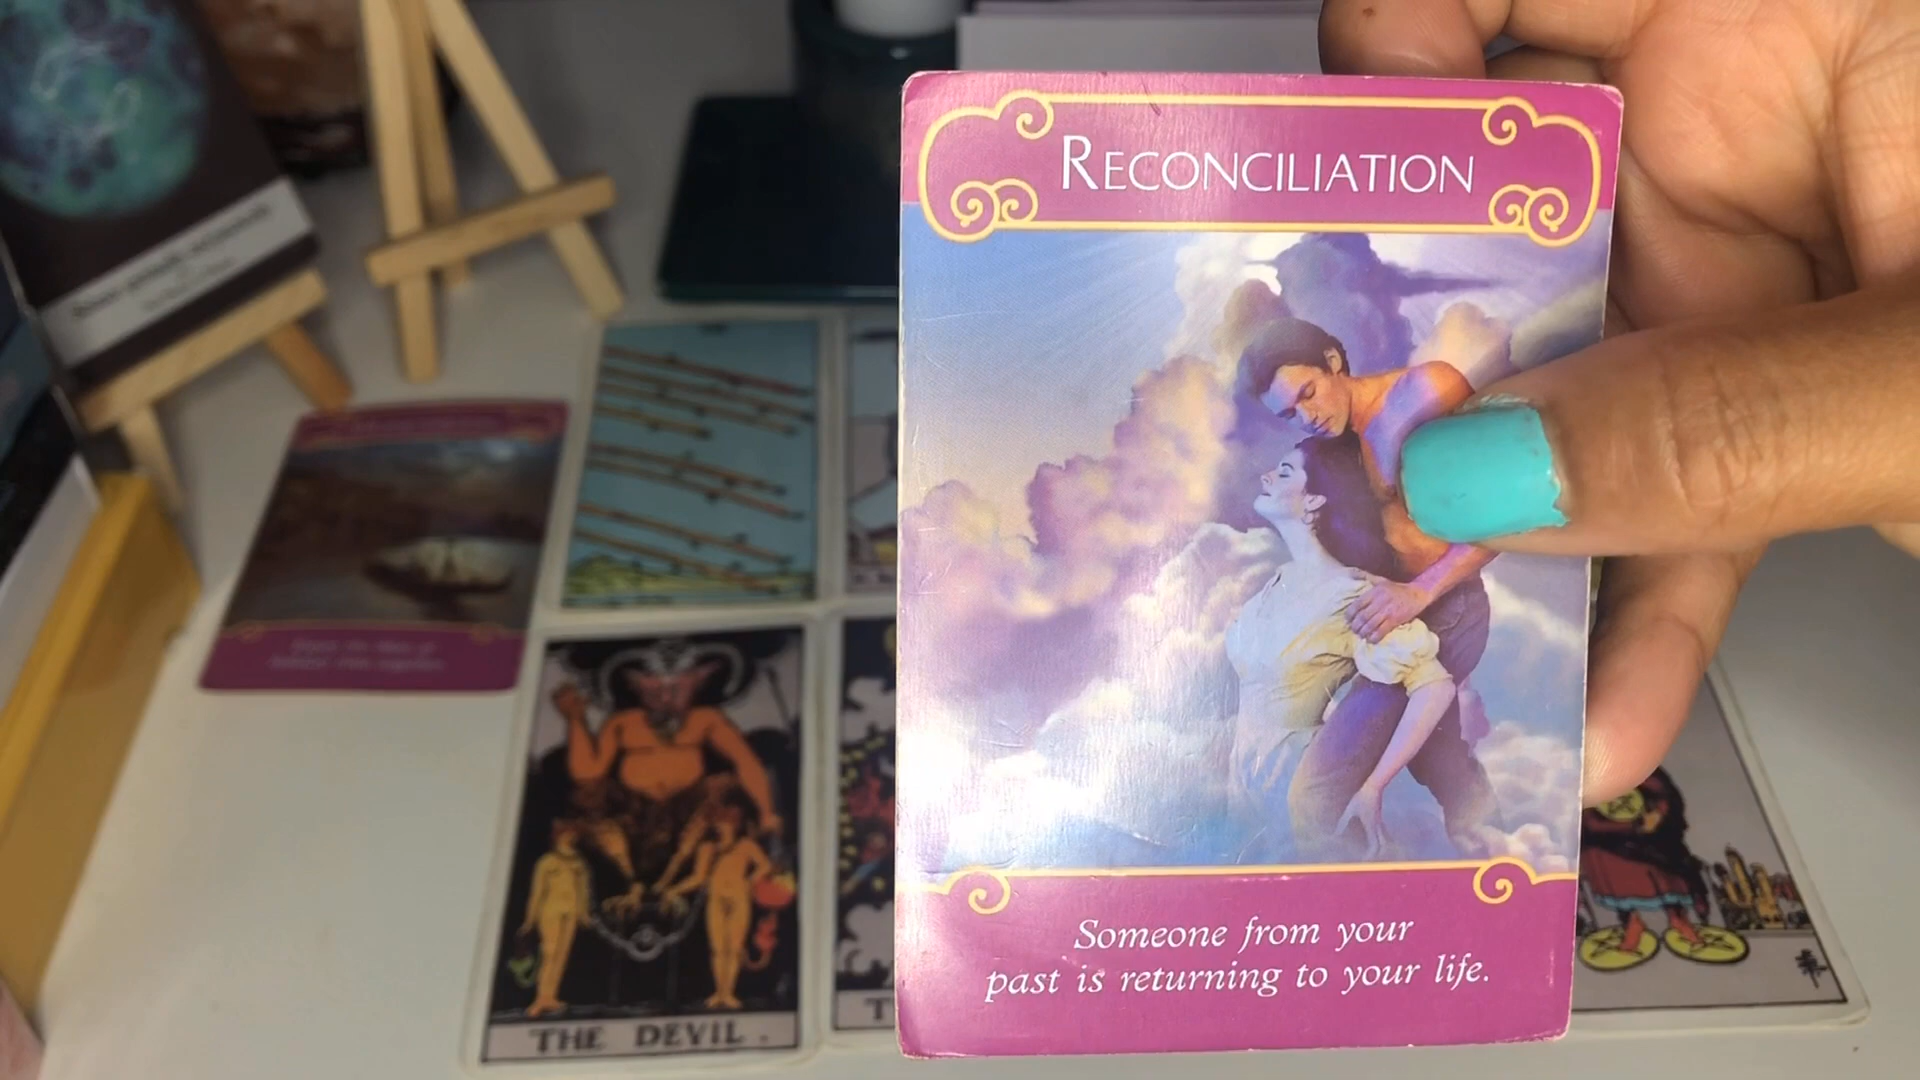 RECONCILIATION
Someone from your
past is returning to your life.
THE DEVIL.
T